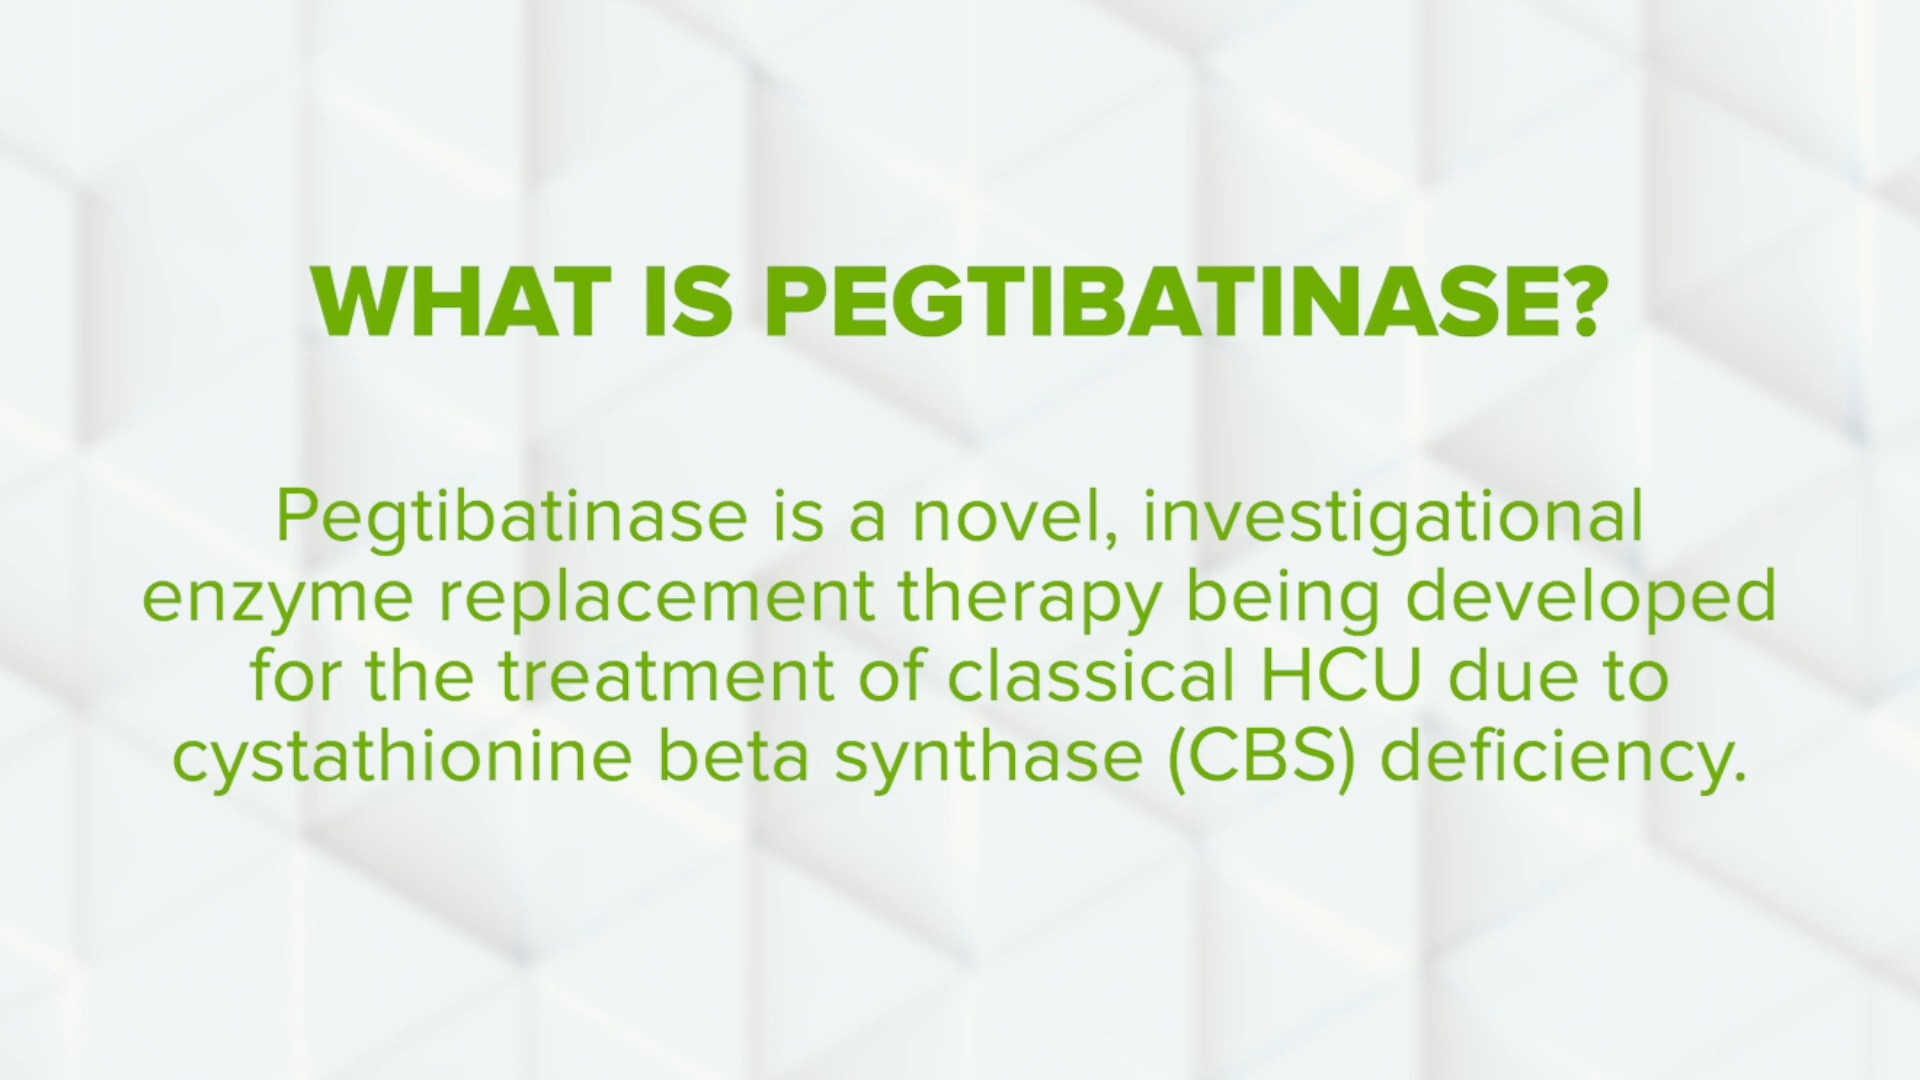 WHAT IS PEGTIBATINASE?
Pegtibatinase is a novel, investigational
enzyme replacement therapy being developed
for the treatment of classical HCU due to
cystathionine beta synthase (CBS) deficiency.